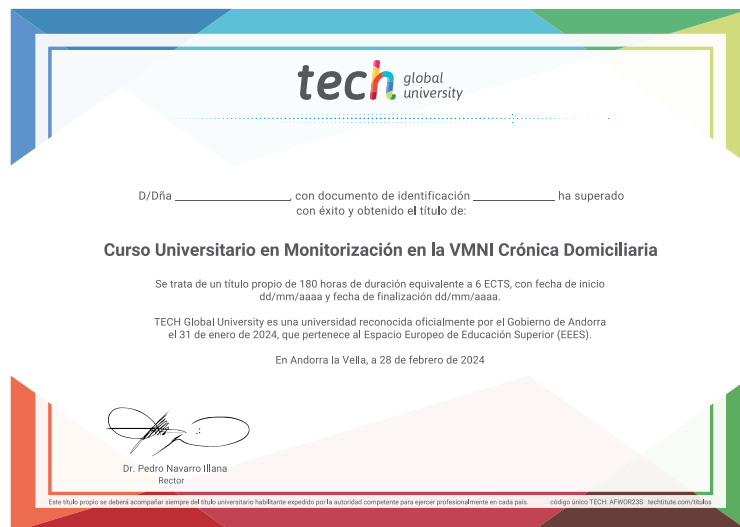 tech global university
D/Dña ______________, con documento de identificación ______________ ha superado
con éxito y obtenido el título de:
Curso Universitario en Monitorización en la VMNI Crónica Domiciliaria
Se trata de un título propio de 180 horas de duración equivalente a 6 ECTS, con fecha de inicio
dd/mm/aaaa y fecha de finalización dd/mm/aaaa.
TECH Global University es una universidad reconocida oficialmente por el Gobierno de Andorra
el 31 de enero de 2024, que pertenece al Espacio Europeo de Educación Superior (EEES).
En Andorra la Vella, a 28 de febrero de 2024
Dr. Pedro Navarro Illana
Rector
Este título propio se deberá acompañar siempre del título universitario habilitante expedido por la autoridad competente para ejercer profesionalmente en cada país. código único TECH: AFWOR23S techtitute.com/titulos